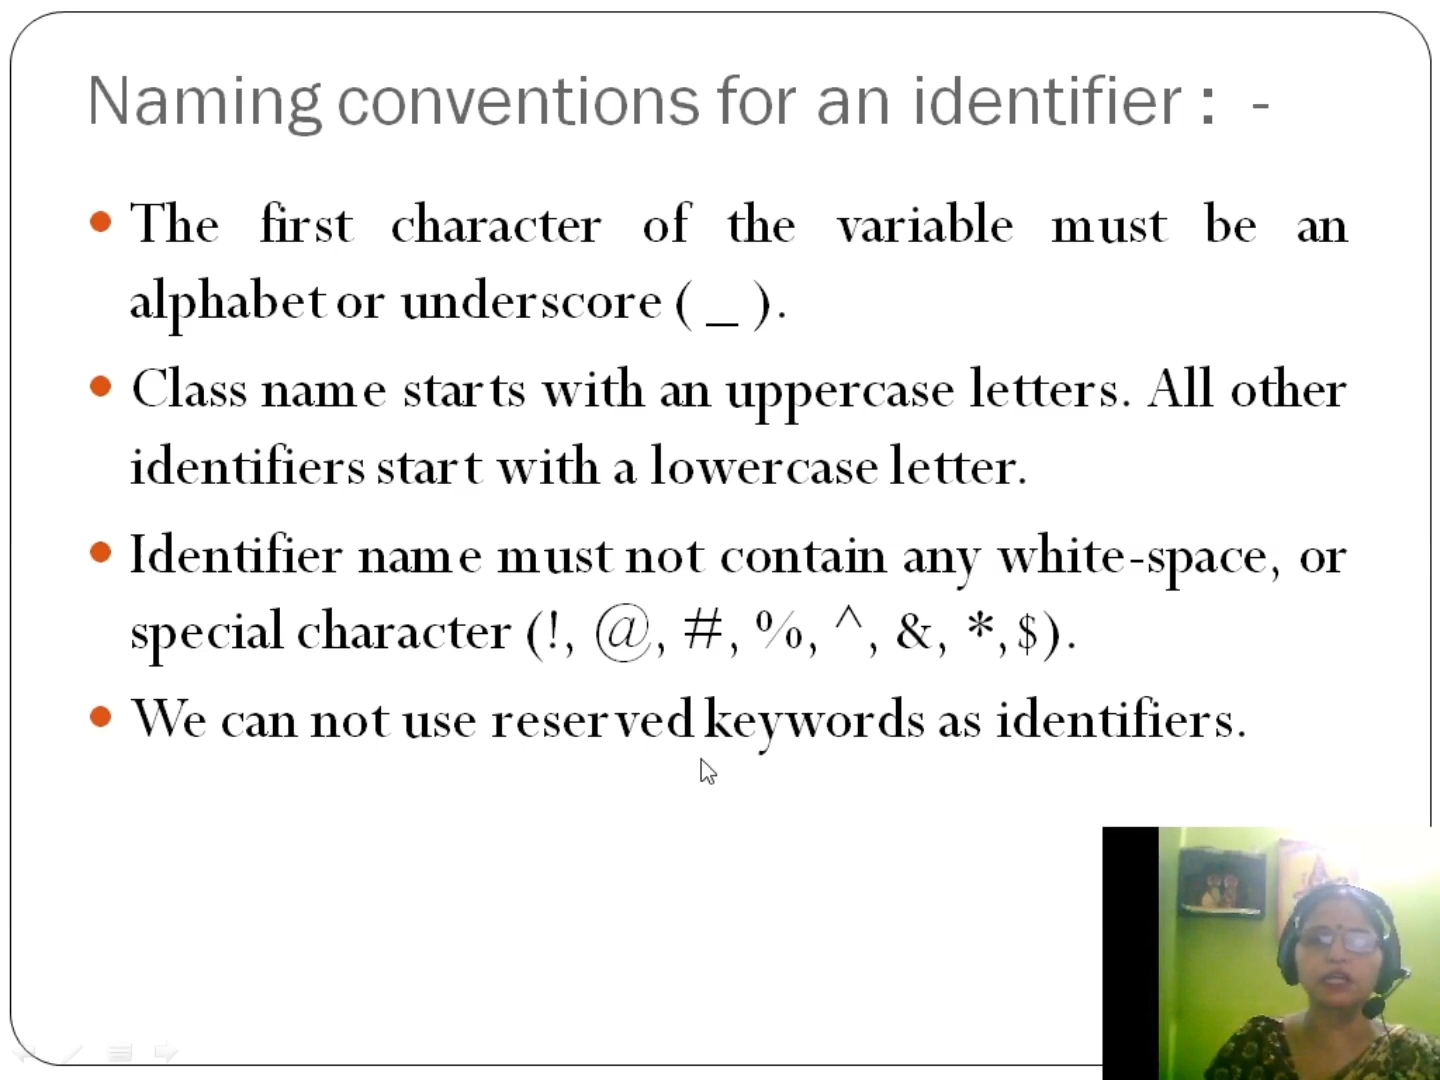 Naming conventions for an identifier : -
The first character of the variable must be an
alphabet or underscore ( _ ).
Class name starts with an uppercase letters. All other
identifiers start with a lowercase letter.
Identifier name must not contain any white-space, or
special character (!, @, #, %, ^, &, *,$).
We can not use reserved keywords as identifiers.